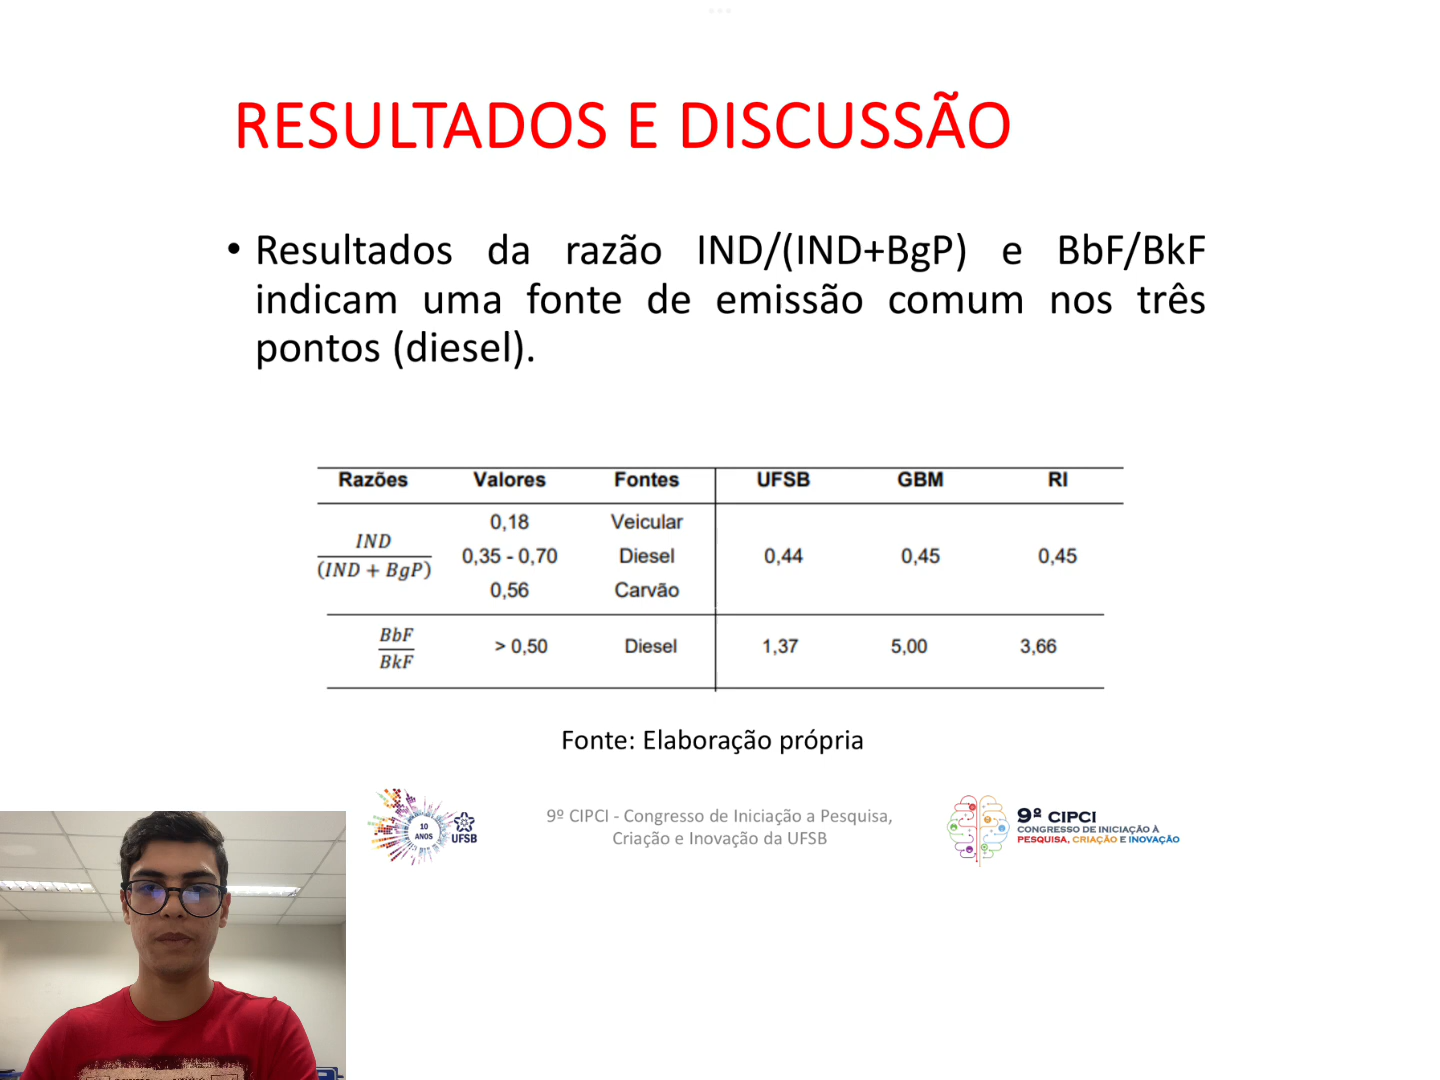 RESULTADOS E DISCUSSÃO
• Resultados da razão IND/(IND+BgP) e BbF/BkF
indicam uma fonte de emissão comum nos três
pontos (diesel).
Razões Valores Fontes UFSB GBM RI
0,18 Veicular
IND
(IND + BgP) 0,35 - 0,70 Diesel 0,44 0,45 0,45
0,56 Carvão
BbF
BkF > 0,50 Diesel 1,37 5,00 3,66
Fonte: Elaboração própria
10
ANOS
UFSB
9º CIPCI - Congresso de Iniciação a Pesquisa,
Criação e Inovação da UFSB
9º CIPCI
CONGRESSO DE INICIAÇÃO À
PESQUISA, CRIAÇÃO E INOVAÇÃO